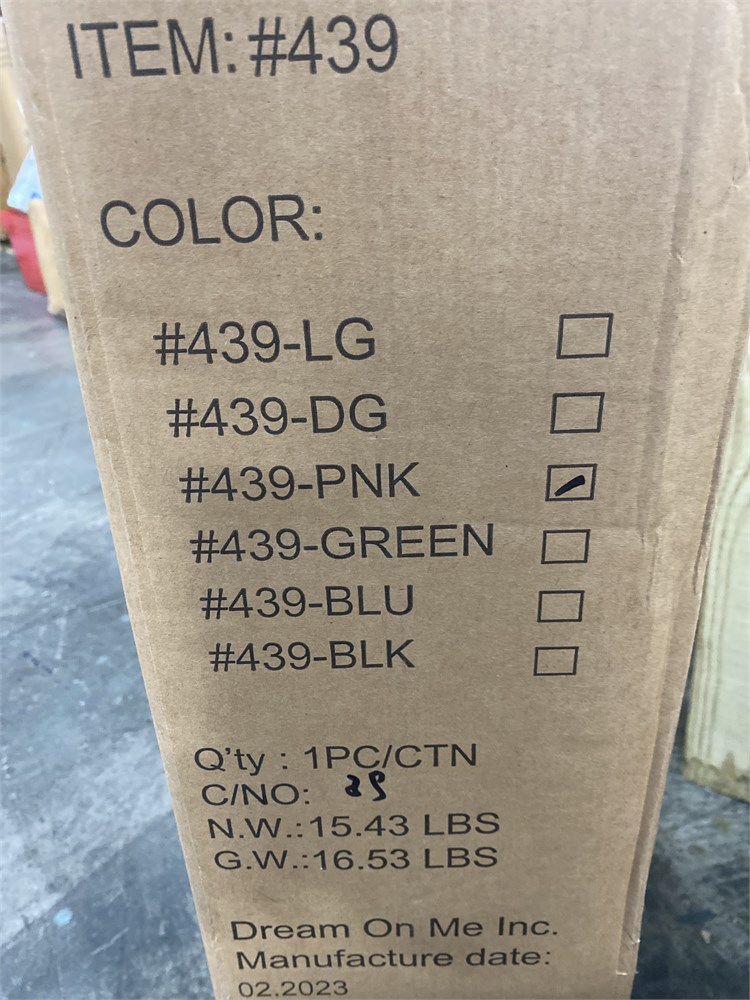 ITEM: #439
COLOR:
#439-LG
#439-DG
#439-PNK
#439-GREEN
#439-BLU
#439-BLK
Q'ty : 1PC/CTN
C/NO:
N.W.:15.43 LBS
G.W.:16.53 LBS
Dream On Me Inc.
Manufacture date:
02.2023